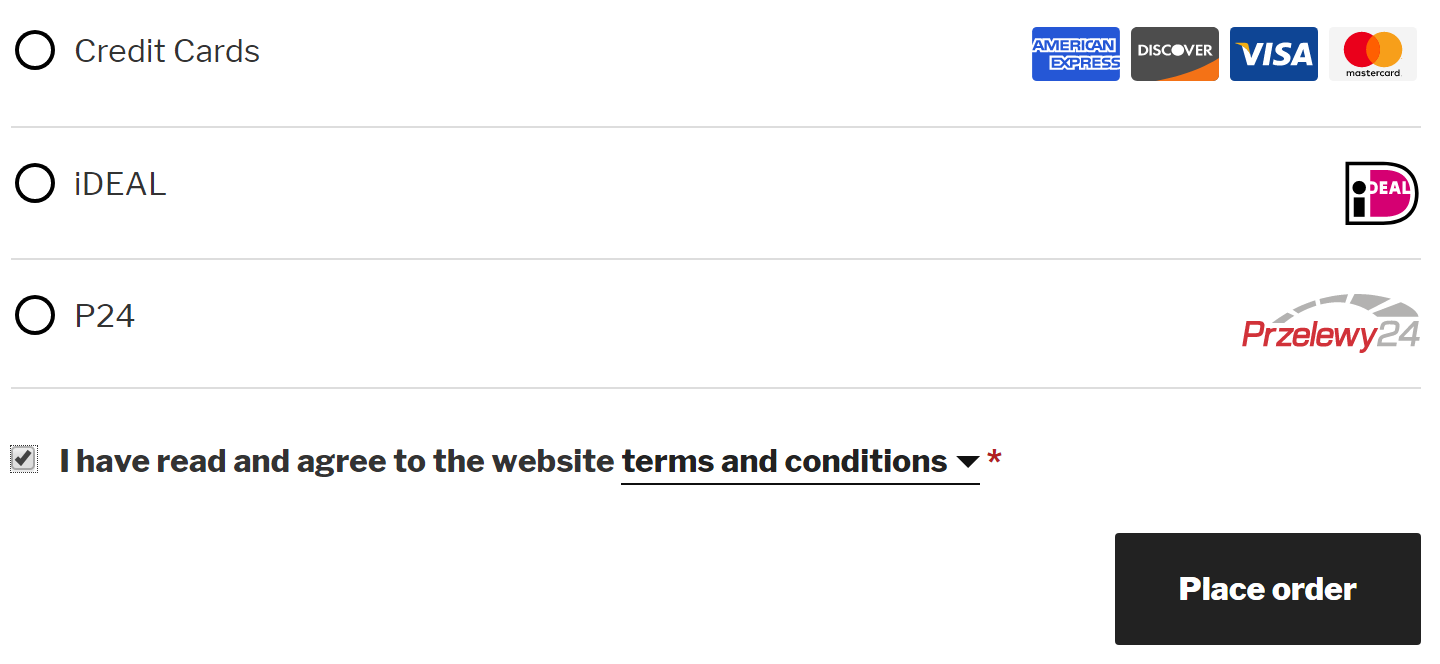 Credit Cards
AMERICAN
EXPRESS
DISCOVER
VISA
mastercard
iDEAL
iDEAL
P24
Przelewy24
I have read and agree to the website terms and conditions *
Place order